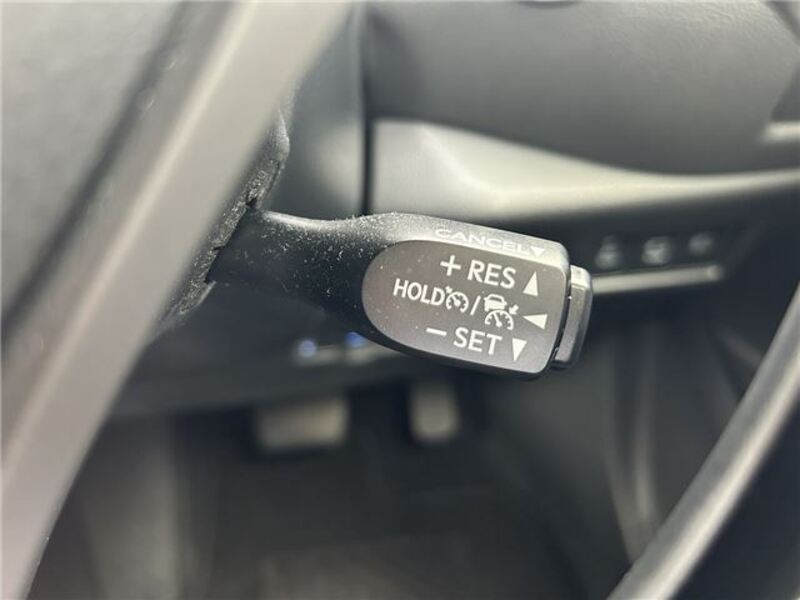 CANCEL
+ RES
HOLD /
− SET